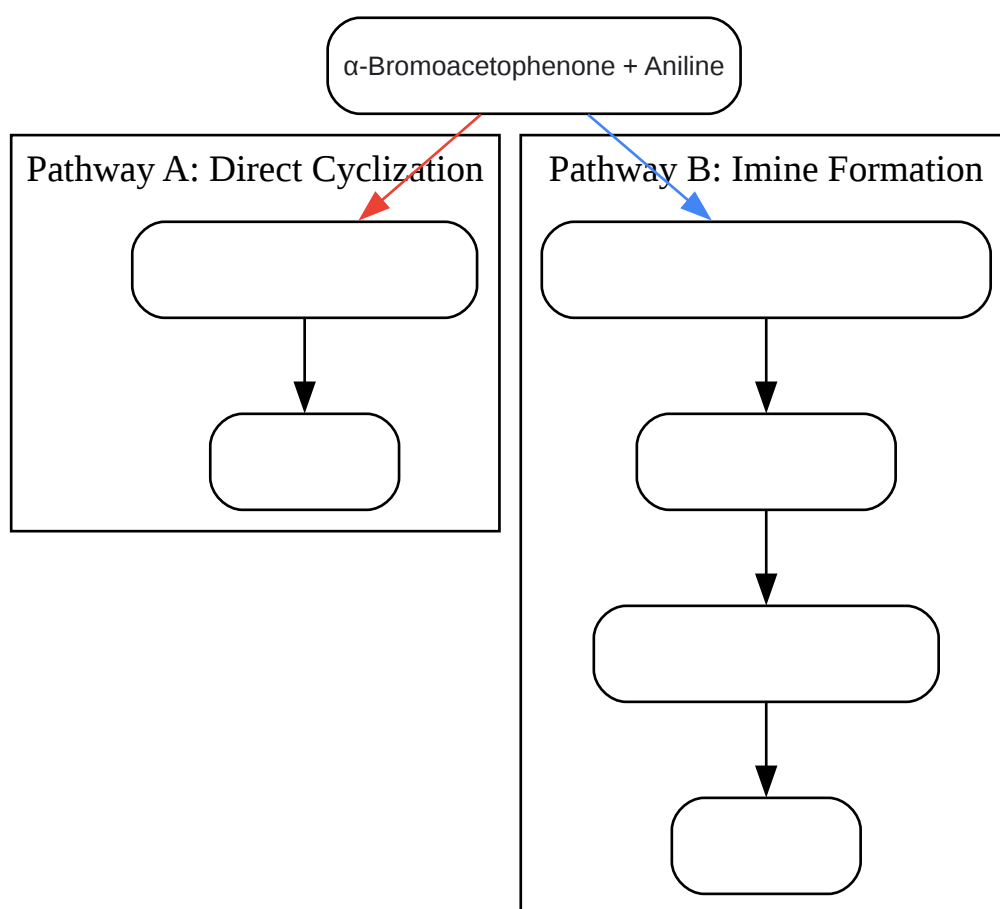 α-Bromoacetophenone + Aniline
Pathway A: Direct Cyclization
Pathway B: Imine Formation